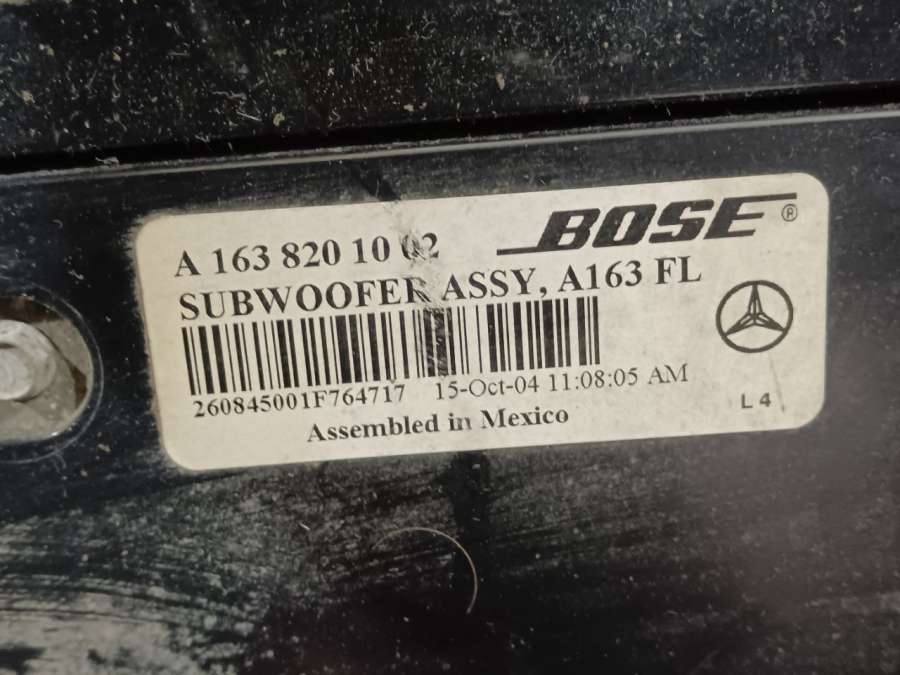 BOSE®
A 163 820 10 02
SUBWOOFER ASSY, A163 FL
260845001F764717 15-Oct-04 11:08:05 AM
Assembled in Mexico
L 4